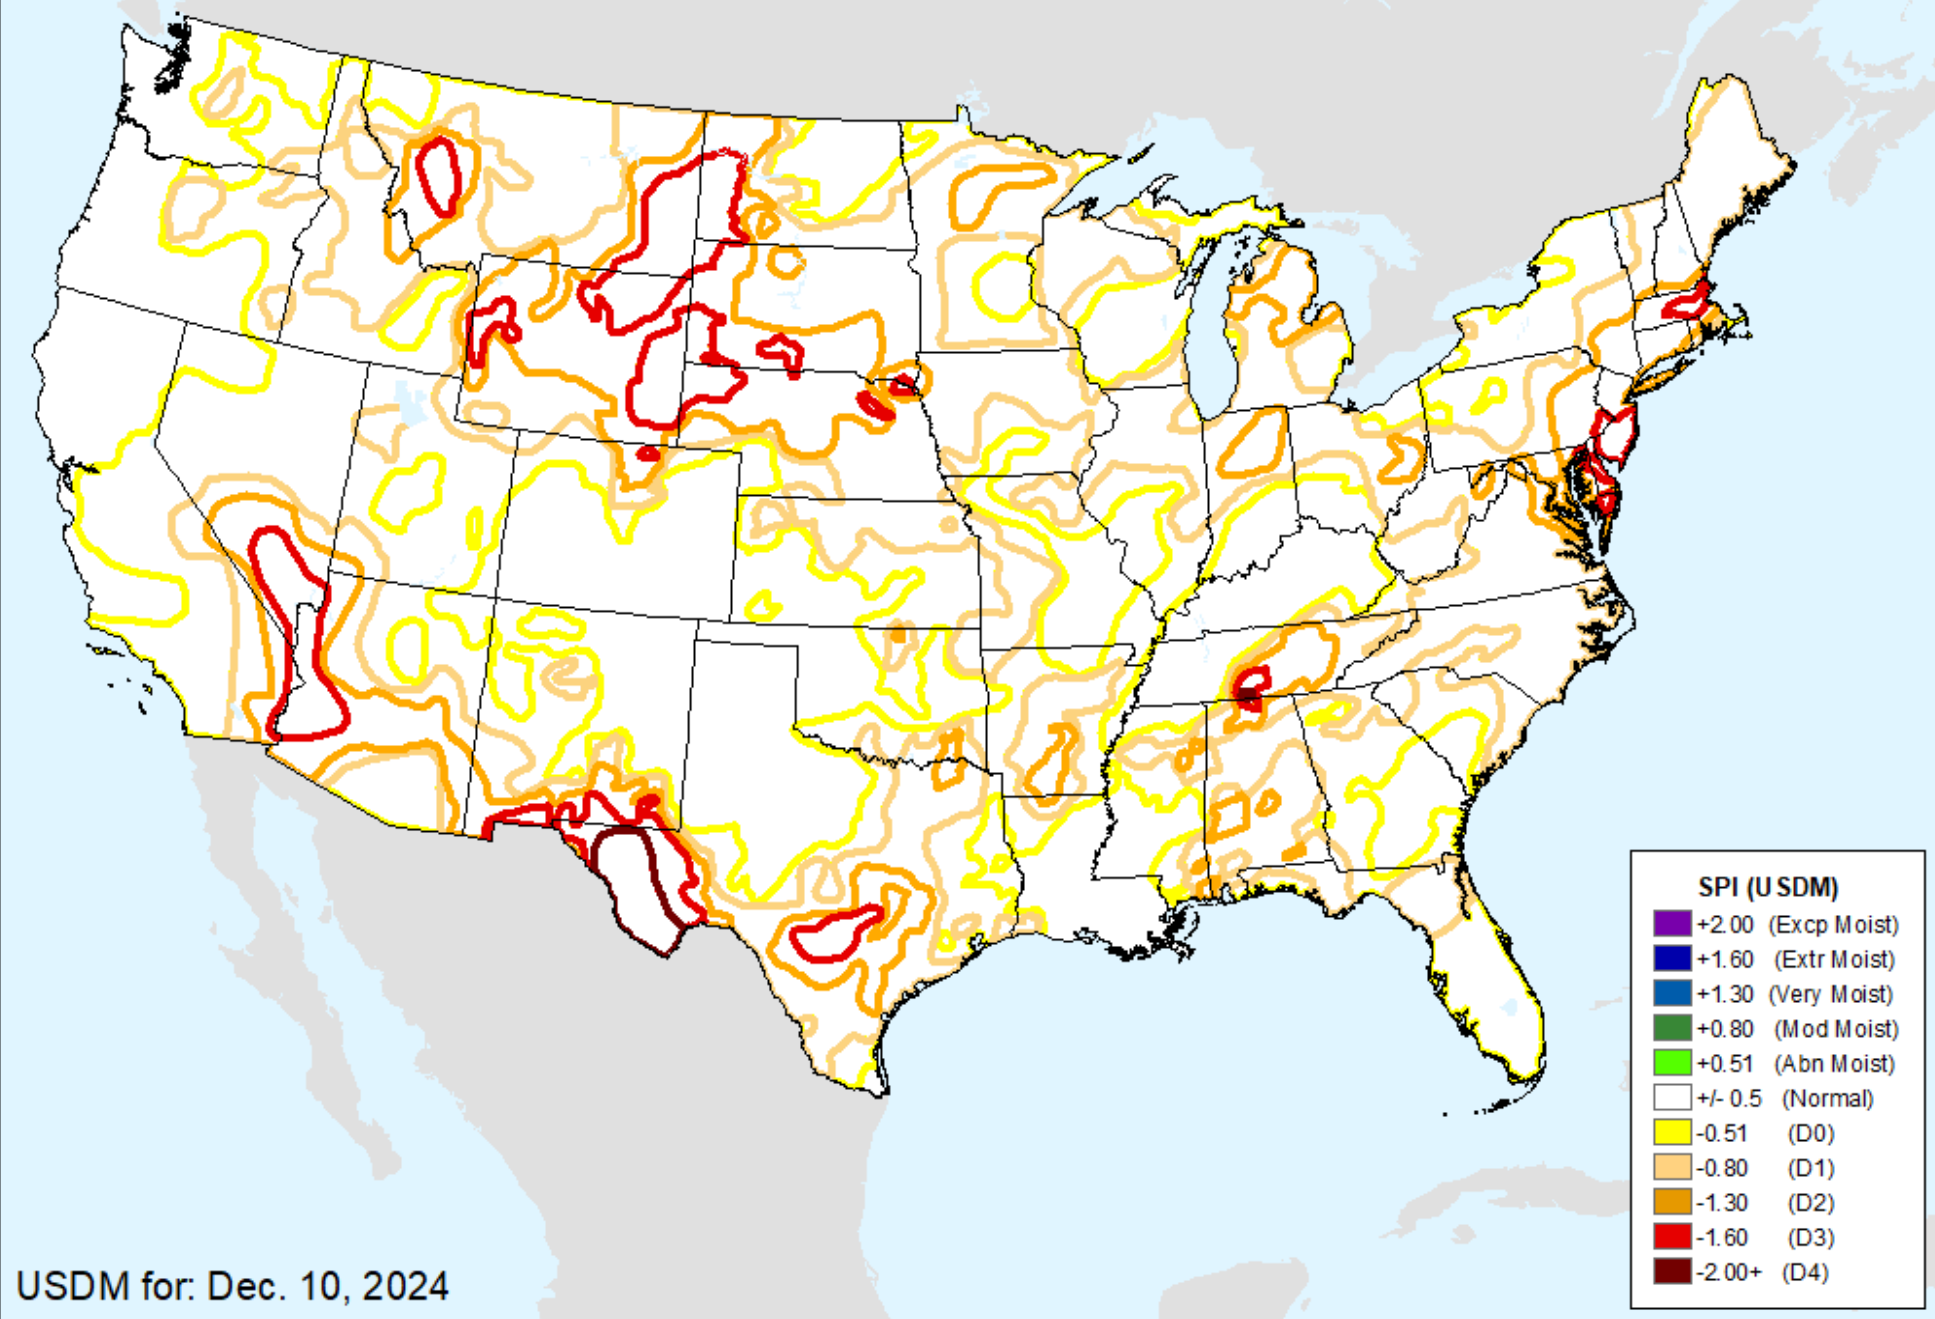 SPI (USDM)
+2.00 (Excp Moist)
+1.60 (Extr Moist)
+1.30 (Very Moist)
+0.80 (Mod Moist)
+0.51 (Abn Moist)
+/- 0.5 (Normal)
-0.51 (D0)
-0.80 (D1)
-1.30 (D2)
-1.60 (D3)
-2.00+ (D4)
USDM for: Dec. 10, 2024